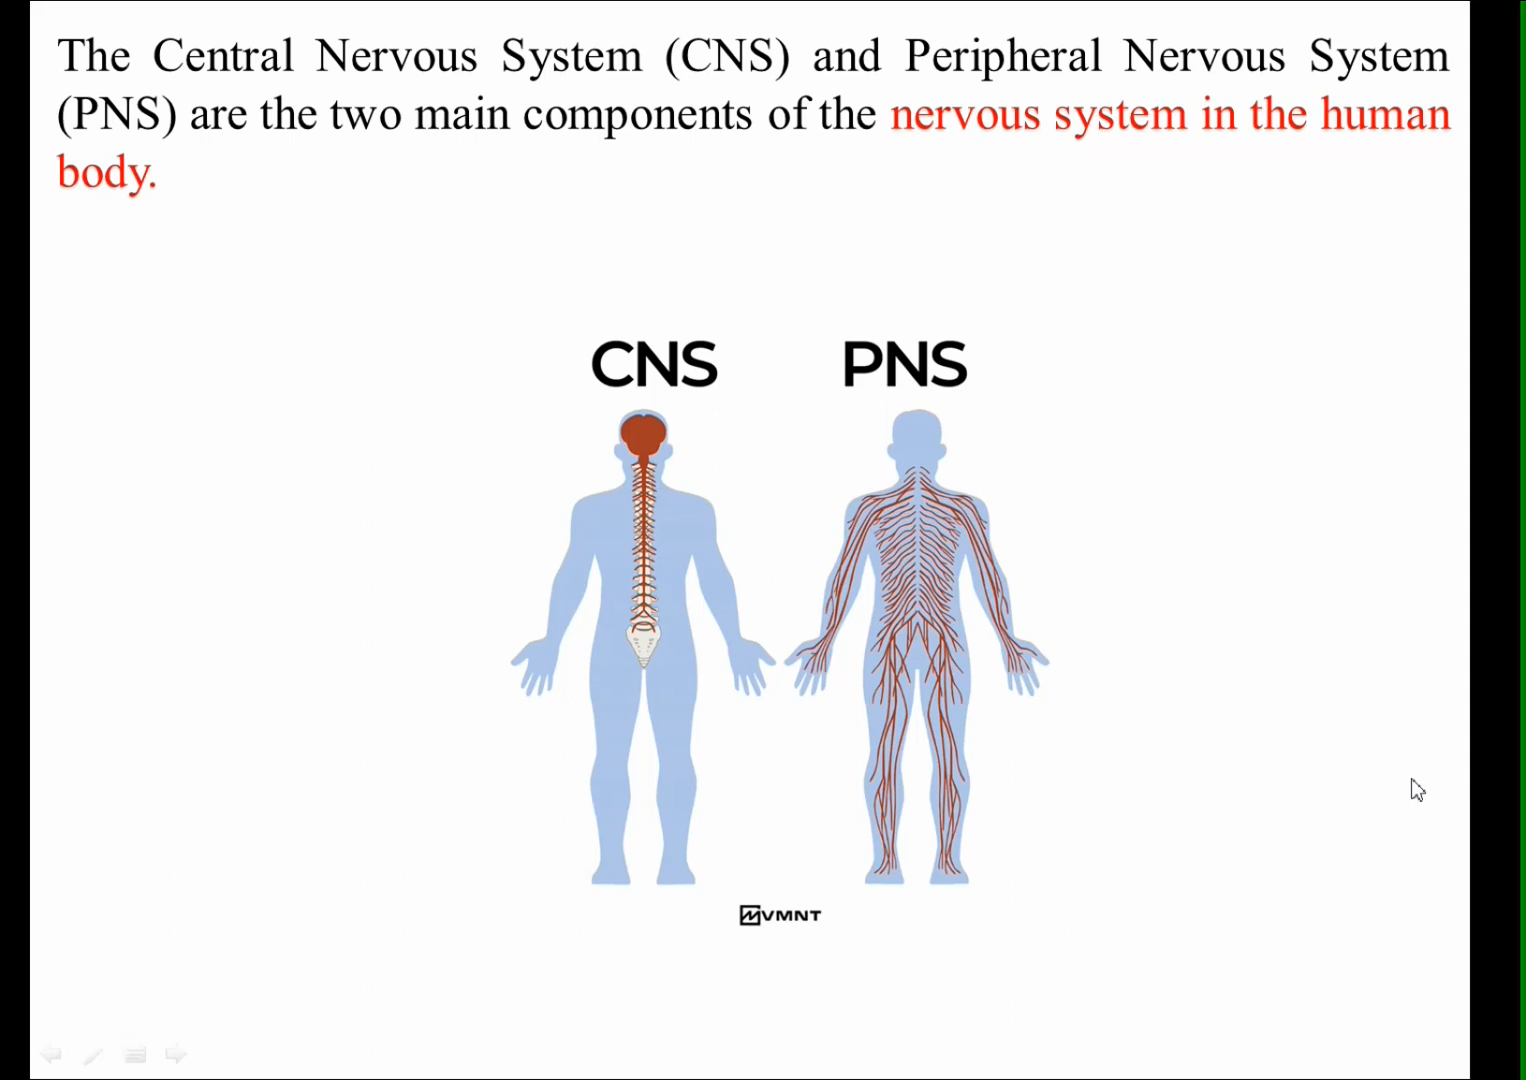 The Central Nervous System (CNS) and Peripheral Nervous System
(PNS) are the two main components of the nervous system in the human
body.
CNS PNS
MVMNT